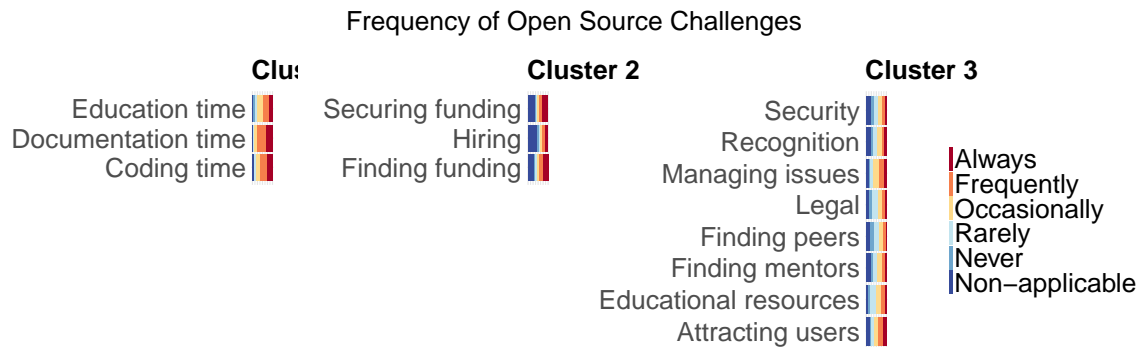 Frequency of Open Source Challenges
Clus
Education time
Documentation time
Coding time
Cluster 2
Securing funding
Hiring
Finding funding
Cluster 3
Security
Recognition
Managing issues
Legal
Finding peers
Finding mentors
Educational resources
Attracting users
Always
Frequently
Occasionally
Rarely
Never
Non−applicable